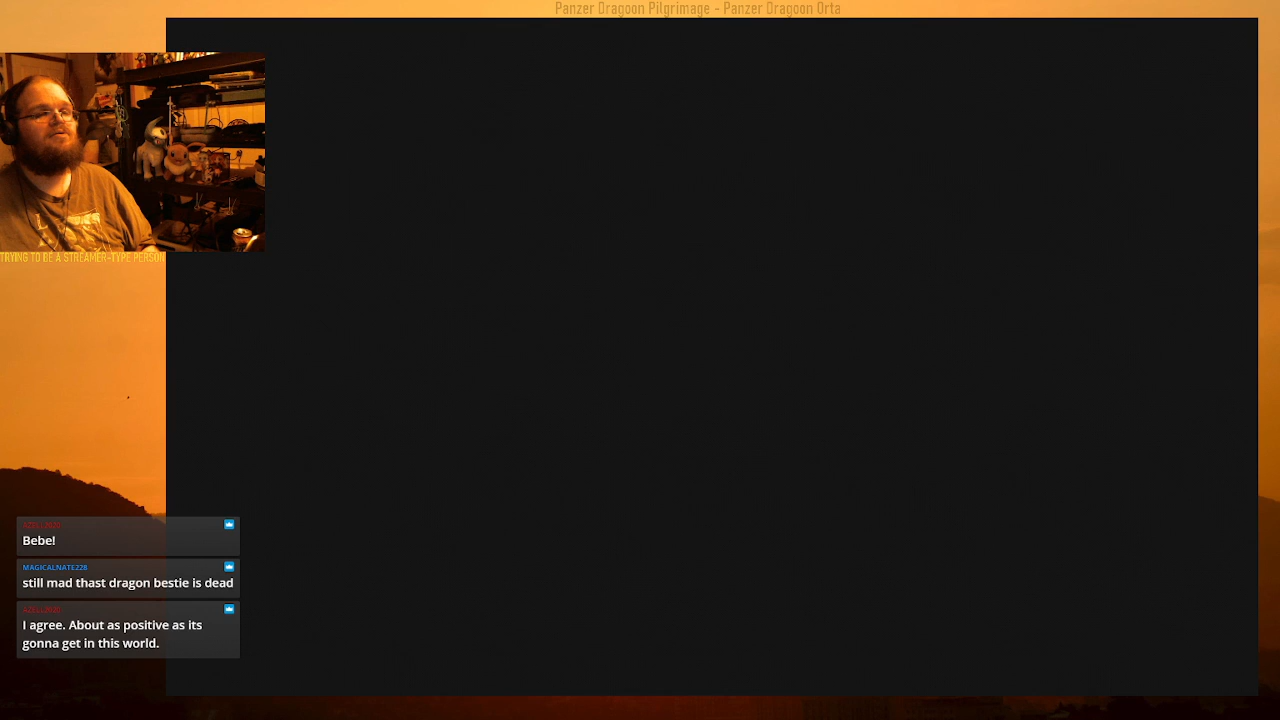 Panzer Dragoon Pilgrimage - Panzer Dragoon Orta
TRYING TO BE A STREAMER-TYPE PERSON
Bebe!
MAGICALNATE228
still mad thast dragon bestie is dead
I agree. About as positive as its
gonna get in this world.